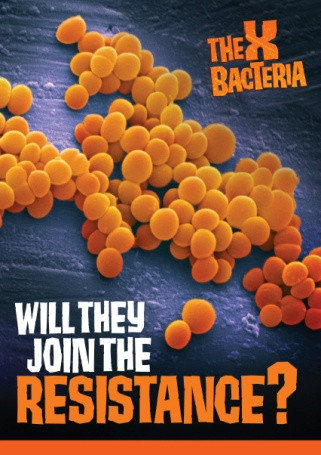 THE X
BACTERIA
WILL THEY
JOIN THE
RESISTANCE?